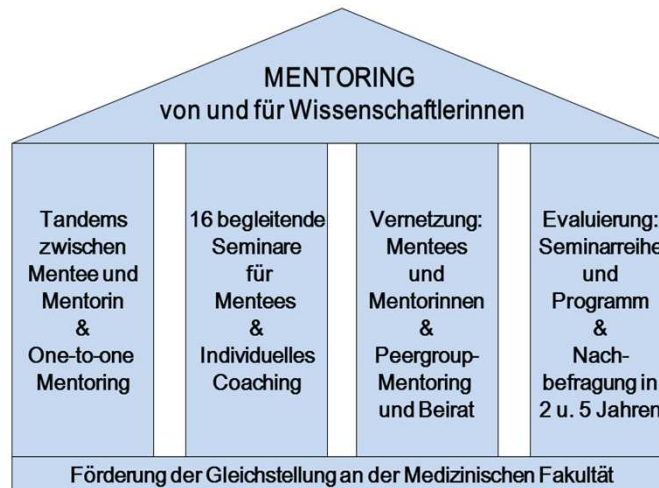 MENTORING
von und für Wissenschaftlerinnen
Tandems
zwischen
Mentee und
Mentorin
&
One-to-one
Mentoring
16 begleitende
Seminare
für
Mentees
&
Individuelles
Coaching
Vernetzung:
Mentees
und
Mentorinnen
&
Peergroup-
Mentoring
und Beirat
Evaluierung:
Seminarreihe
und
Programm
&
Nach-
befragung in
2 u. 5 Jahren
Förderung der Gleichstellung an der Medizinischen Fakultät